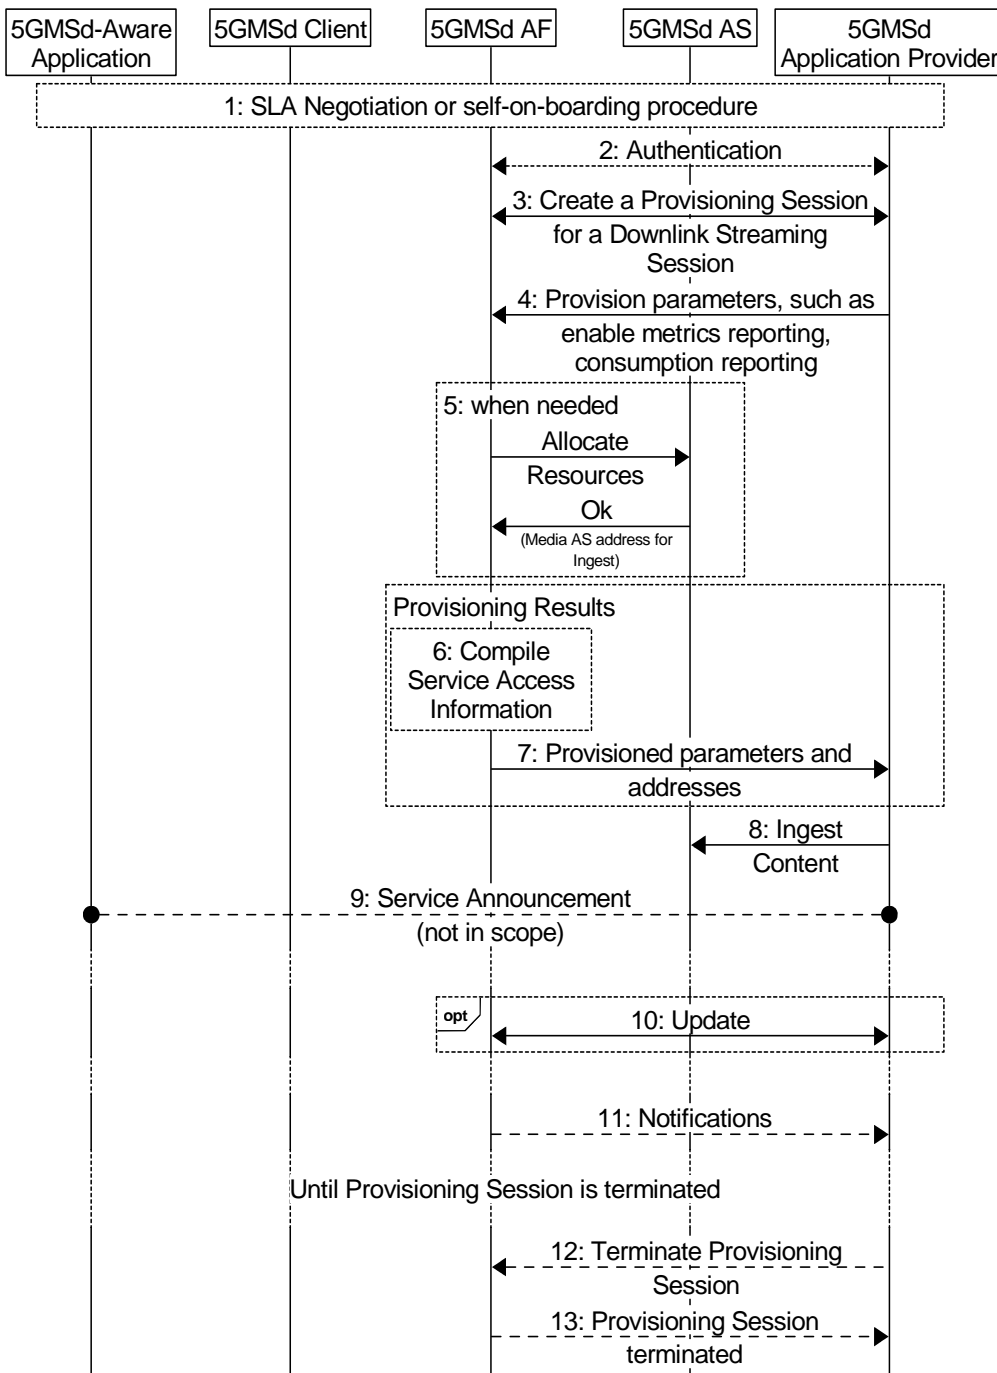 5GMSd-Aware
Application
5GMSd Client
5GMSd AF
5GMSd AS
5GMSd
Application Provider
1: SLA Negotiation or self-on-boarding procedure
2: Authentication
3: Create a Provisioning Session
for a Downlink Streaming
Session
4: Provision parameters, such as
enable metrics reporting,
consumption reporting
5: when needed
Allocate
Resources
Ok
(Media AS address for
Ingest)
Provisioning Results
6: Compile
Service Access
Information
7: Provisioned parameters and
addresses
8: Ingest
Content
9: Service Announcement
(not in scope)
opt
10: Update
11: Notifications
Until Provisioning Session is terminated
12: Terminate Provisioning
Session
13: Provisioning Session
terminated